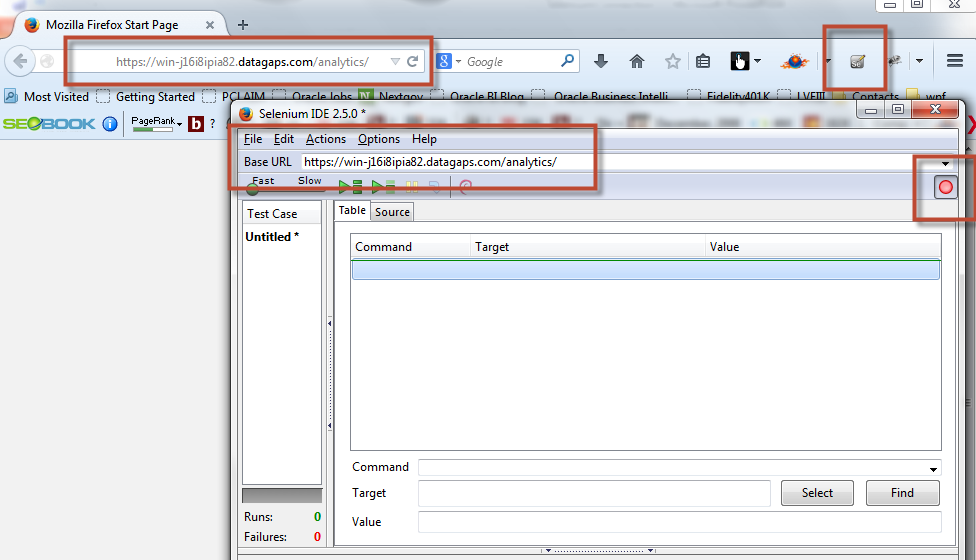 Mozilla Firefox Start Page
https://win-j16i8ipia82.datagaps.com/analytics/
8 Google
Se
Most Visited Getting Started PCLAIM Oracle Jobs N Nextgov Oracle BI Blog Oracle Business Intelli Fidelity401K LVFIII Contacts wpf
SEOBOOK PageRank b ?
Selenium IDE 2.5.0 *
File Edit Actions Options Help
Base URL https://win-j16i8ipia82.datagaps.com/analytics/
Fast Slow
Test Case
Untitled *
Table Source
Command Target Value
Command
Target Select Find
Value
Runs: 0
Failures: 0